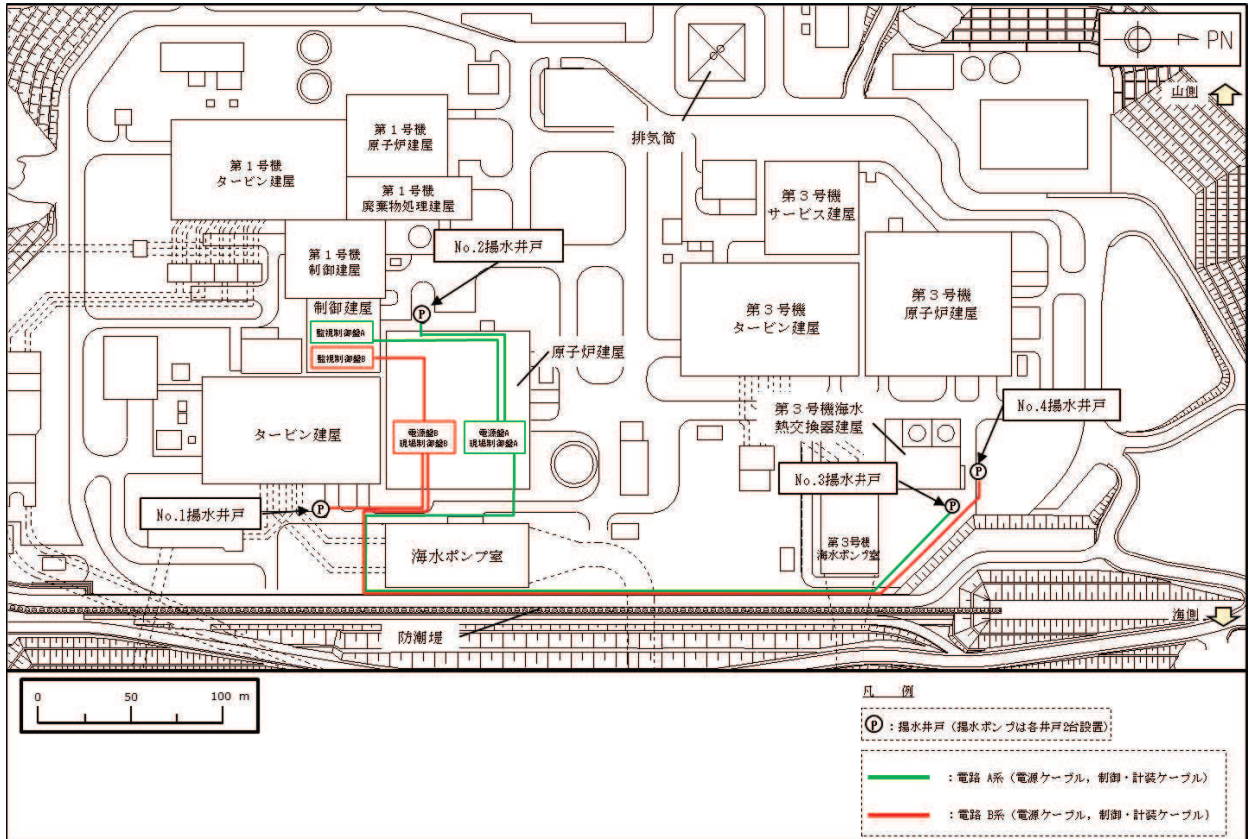 PN
山側
排気筒
第１号機
原子炉建屋
第１号機
タービン建屋
第１号機
廃棄物処理建屋
第３号機
サービス建屋
No.2揚水井戸
第１号機
制御建屋
第３号機
タービン建屋
第３号機
原子炉建屋
制御建屋
監視制御盤A
監視制御盤B
原子炉建屋
タービン建屋
電源盤B
現場制御盤B
電源盤A
現場制御盤A
第３号機海水
熱交換器建屋
No.4揚水井戸
No.3揚水井戸
No.1揚水井戸
P
P
P
P
海水ポンプ室
第３号機
海水ポンプ室
防潮堤
海側
0 50 100 m
凡 例
P：揚水井戸（揚水ポンプは各井戸2台設置）
：電路 A系（電源ケーブル，制御・計装ケーブル）
：電路 B系（電源ケーブル，制御・計装ケーブル）